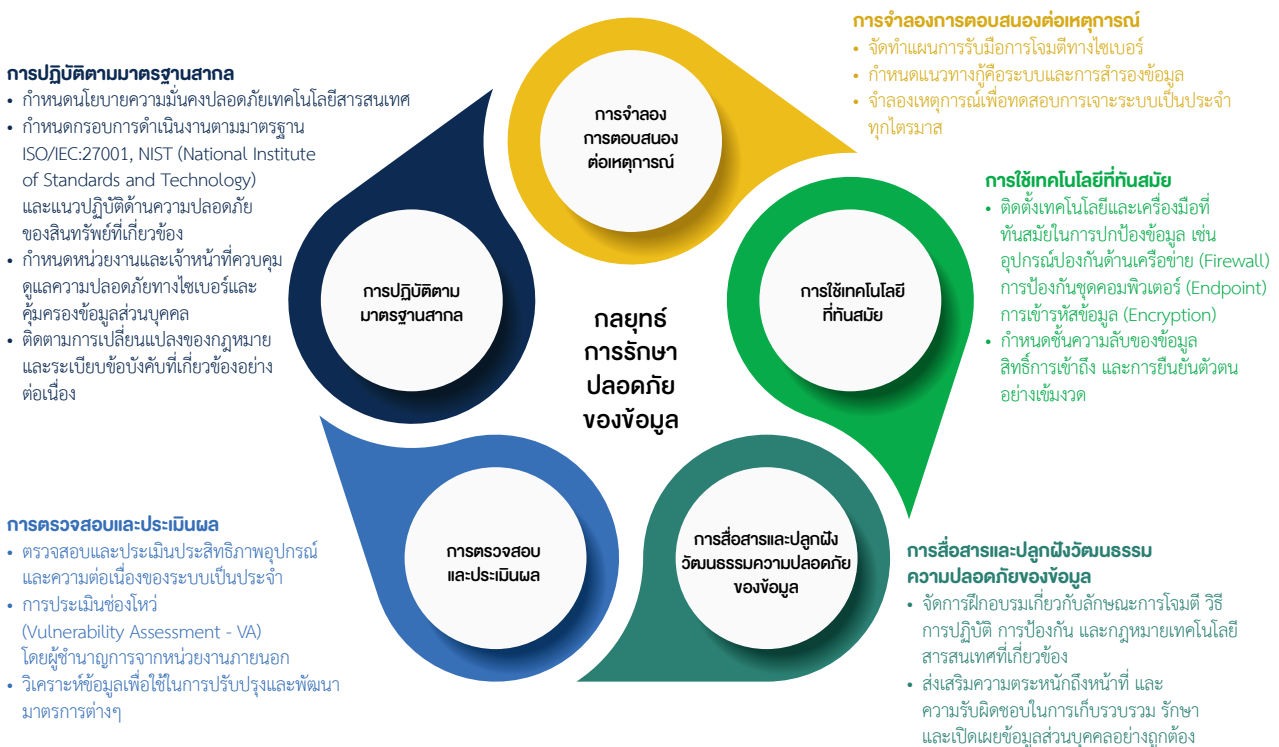 การจำลองการตอบสนองต่อเหตุการณ์
• จัดทำแผนการรับมือการโจมตีทางไซเบอร์
• กำหนดแนวทางกู้คือระบบและการสำรองข้อมูล
• จำลองเหตุการณ์เพื่อทดสอบการเจาะระบบเป็นประจำ
ทุกไตรมาส
การปฏิบัติตามมาตรฐานสากล
• กำหนดนโยบายความมั่นคงปลอดภัยเทคโนโลยีสารสนเทศ
• กำหนดกรอบการดำเนินงานตามมาตรฐาน
ISO/IEC:27001, NIST (National Institute
of Standards and Technology)
และแนวปฏิบัติด้านความปลอดภัย
ของสินทรัพย์ที่เกี่ยวข้อง
• กำหนดหน่วยงานและเจ้าหน้าที่ควบคุม
ดูแลความปลอดภัยทางไซเบอร์และ
คุ้มครองข้อมูลส่วนบุคคล
• ติดตามการเปลี่ยนแปลงของกฎหมาย
และระเบียบข้อบังคับที่เกี่ยวข้องอย่าง
ต่อเนื่อง
การจำลอง
การตอบสนอง
ต่อเหตุการณ์
การใช้เทคโนโลยีที่ทันสมัย
• ติดตั้งเทคโนโลยีและเครื่องมือที่
ทันสมัยในการปกป้องข้อมูล เช่น
อุปกรณ์ปองกันด้านเครือข่าย (Firewall)
การป้องกันชุดคอมพิวเตอร์ (Endpoint)
การเข้ารหัสข้อมูล (Encryption)
• กำหนดชั้นความลับของข้อมูล
สิทธิ์การเข้าถึง และการยืนยันตัวตน
อย่างเข้มงวด
การปฏิบัติตาม
มาตรฐานสากล
การใช้เทคโนโลยี
ที่ทันสมัย
กลยุทธ์
การรักษา
ปลอดภัย
ของข้อมูล
การตรวจสอบและประเมินผล
• ตรวจสอบและประเมินประสิทธิภาพอุปกรณ์
และความต่อเนื่องของระบบเป็นประจำ
• การประเมินช่องโหว่
(Vulnerability Assessment - VA)
โดยผู้ชำนาญการจากหน่วยงานภายนอก
• วิเคราะห์ข้อมูลเพื่อใช้ในการปรับปรุงและพัฒนา
มาตรการต่างๆ
การตรวจสอบ
และประเมินผล
การสื่อสารและปลูกฝัง
วัฒนธรรมความปลอดภัย
ของข้อมูล
การสื่อสารและปลูกฝังวัฒนธรรม
ความปลอดภัยของข้อมูล
• จัดการฝึกอบรมเกี่ยวกับลักษณะการโจมตี วิธี
การปฏิบัติ การป้องกัน และกฎหมายเทคโนโลยี
สารสนเทศที่เกี่ยวข้อง
• ส่งเสริมความตระหนักถึงหน้าที่ และ
ความรับผิดชอบในการเก็บรวบรวม รักษา
และเปิดเผยข้อมูลส่วนบุคคลอย่างถูกต้อง